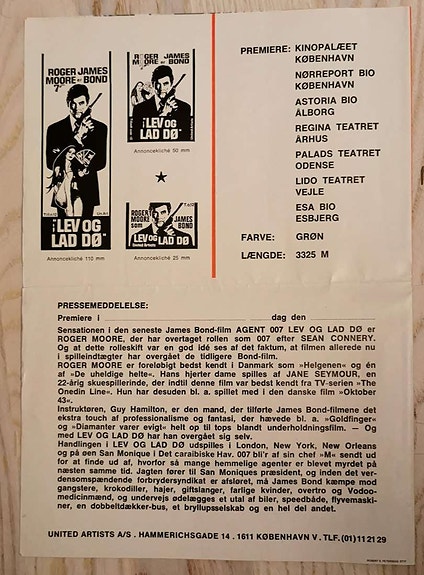 ROGER JAMES
MOORE er BOND
"LEV OG
LAD DØ"
Annoncekliché 110 mm
ROGER JAMES
MOORE er BOND
"LEV OG
LAD DØ"
Annoncekliché 50 mm
ROGER
MOORE
som
JAMES
BOND
"LEV OG
LAD DØ"
United Artists
Annoncekliché 25 mm
PREMIERE: KINOPALÆET
KØBENHAVN
NØRREPORT BIO
KØBENHAVN
ASTORIA BIO
ÅLBORG
REGINA TEATRET
ÅRHUS
PALADS TEATRET
ODENSE
LIDO TEATRET
VEJLE
ESA BIO
ESBJERG
FARVE: GRØN
LÆNGDE: 3325 M
PRESSEMEDDELELSE:
Premiere i ........ dag den ........
Sensationen i den seneste James Bond-film AGENT 007 LEV OG LAD DØ er
ROGER MOORE, der har overtaget rollen som 007 efter SEAN CONNERY.
Og at dette rolleskift var en god idé ses af det faktum, at filmen allerede nu
i spilleindtægter har overgået de tidligere Bond-film.
ROGER MOORE er foreløbigt bedst kendt i Danmark som »Helgenen« og én
af »De uheldige helte«. Hans hjerter dame spilles af JANE SEYMOUR, en
22-årig skuespillerinde, der indtil denne film var bedst kendt fra TV-serien »The
Onedin Line«. Hun har desuden bl. a. spillet med i den danske film »Oktober
43«.
Instruktøren, Guy Hamilton, er den mand, der tilførte James Bond-filmene det
ekstra touch af professionalisme og fantasi, der hævede bl. a. »Goldfinger«
og »Diamanter varer evigt« helt op til tops blandt underholdningsfilm. — Og
med LEV OG LAD DØ har han overgået sig selv.
Handlingen i LEV OG LAD DØ udspilles i London, New York, New Orleans
og på øen San Monique i Det caraibiske Hav. 007 bli'r af sin chef »M« sendt ud
for at finde ud af, hvorfor så mange hemmelige agenter er blevet myrdet på
næsten samme tid. Jagten fører til San Moniques præsident, og inden det ver-
densomspændende forbrydersyndikat er afsløret, må James Bond kæmpe mod
gangstere, krokodiller, hajer, giftslanger, farlige kvinder, overtro og Vodoo-
medicinmænd, og undervejs ødelægges et utal af biler, speedbåde, flyvemaski-
ner, en dobbeltdækker-bus, et bryllupsselskab og en hel del andet.
UNITED ARTISTS A/S . HAMMERICHSGADE 14 . 1611 KØBENHAVN V . TLF. (01) 11 21 29